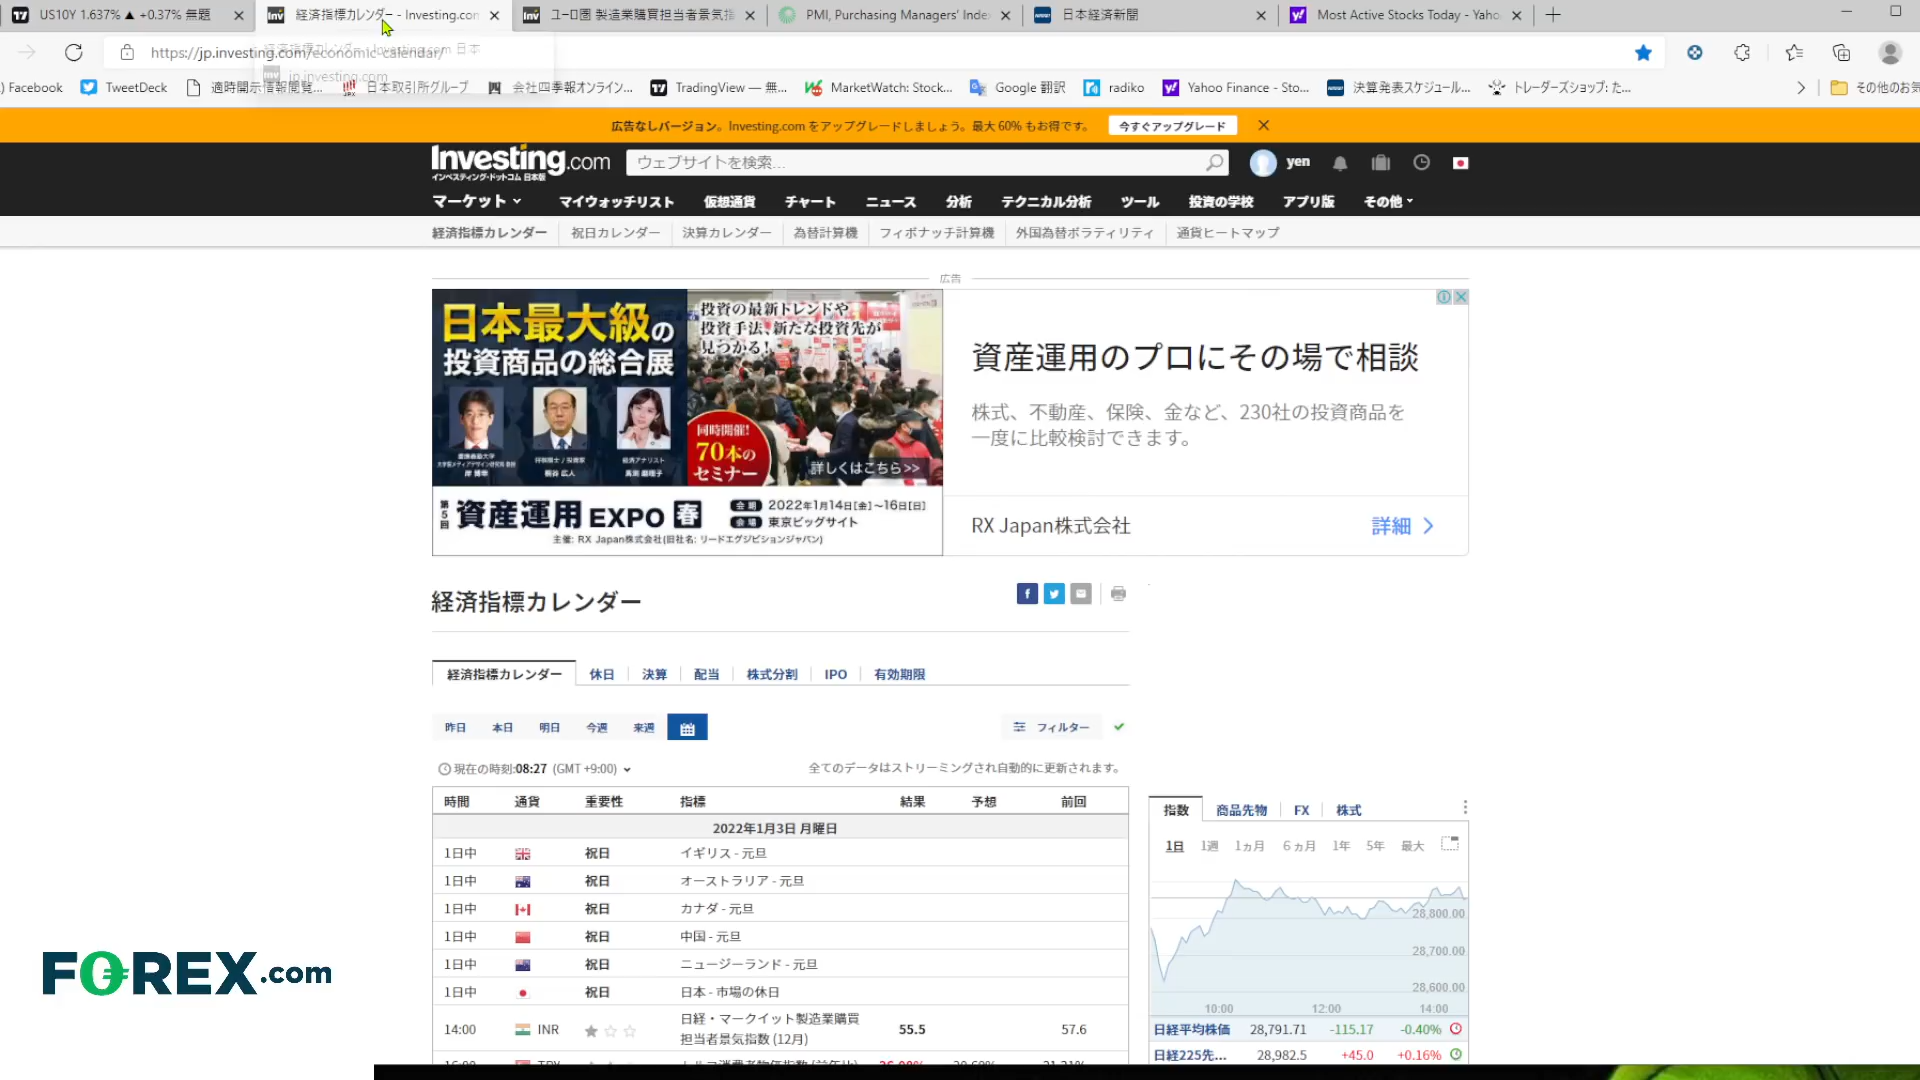 US10Y 1.637% ▲ +0.37% 無題
経済指標カレンダー - Investing.com
ユーロ圏 製造業購買担当者景気指
PMI, Purchasing Managers' Inde
日本経済新聞
Most Active Stocks Today - Yaho
https://jp.investing.com/economic-calendar/
経済指標カレンダー - Investing.com 日本
jp.investing.com
Facebook
TweetDeck
適時開示情報閲覧...
日本取引所グループ
会社四季報オンライン...
TradingView — 無...
MarketWatch: Stock...
Google 翻訳
radiko
Yahoo Finance - Sto...
決算発表スケジュール...
トレーダーズショップ: た...
その他のお気
広告なしバージョン。Investing.com をアップグレードしましょう。最大 60% もお得です。
今すぐアップグレード
Investing.com
インベスティング・ドットコム 日本版
ウェブサイトを検索...
yen
マーケット マイウォッチリスト 仮想通貨 チャート ニュース 分析 テクニカル分析 ツール 投資の学校 アプリ版 その他
経済指標カレンダー 祝日カレンダー 決算カレンダー 為替計算機 フィボナッチ計算機 外国為替ボラティリティ 通貨ヒートマップ
広告
日本最大級の
投資商品の総合展
投資の最新トレンドや
投資手法、新たな投資先が
見つかる!
同時開催!
70本の
セミナー
詳しくはこちら>>
第5回 資産運用 EXPO 春
会期 2022年1月14日[金]～16日[日]
会場 東京ビッグサイト
主催: RX Japan株式会社(旧社名: リードエグジビションジャパン)
資産運用のプロにその場で相談
株式、不動産、保険、金など、230社の投資商品を
一度に比較検討できます。
RX Japan株式会社
詳細
経済指標カレンダー
経済指標カレンダー 休日 決算 配当 株式分割 IPO 有効期限
昨日 本日 明日 今週 来週
フィルター
現在の時刻:08:27 (GMT +9:00)
全てのデータはストリーミングされ自動的に更新されます。
時間 通貨 重要性 指標 結果 予想 前回
2022年1月3日 月曜日
1日中 祝日 イギリス - 元旦
1日中 祝日 オーストラリア - 元旦
1日中 祝日 カナダ - 元旦
1日中 祝日 中国 - 元旦
1日中 祝日 ニュージーランド - 元旦
1日中 祝日 日本 - 市場の休日
14:00 INR 日経・マークイット製造業購買
担当者景気指数 (12月) 55.5 57.6
指数 商品先物 FX 株式
1日 1週 1ヵ月 6ヵ月 1年 5年 最大
28,800.00
28,700.00
28,600.00
10:00 12:00 14:00
日経平均株価 28,791.71 -115.17 -0.40%
日経225先... 28,982.5 +45.0 +0.16%
FOREX.com